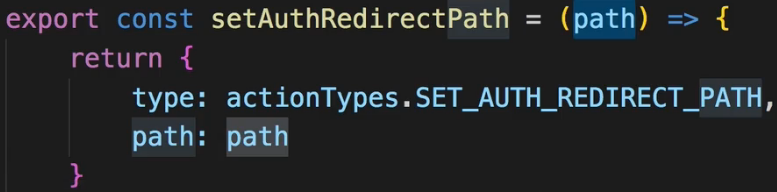 export const setAuthRedirectPath = (path) => {
return {
type: actionTypes.SET_AUTH_REDIRECT_PATH,
path: path
}